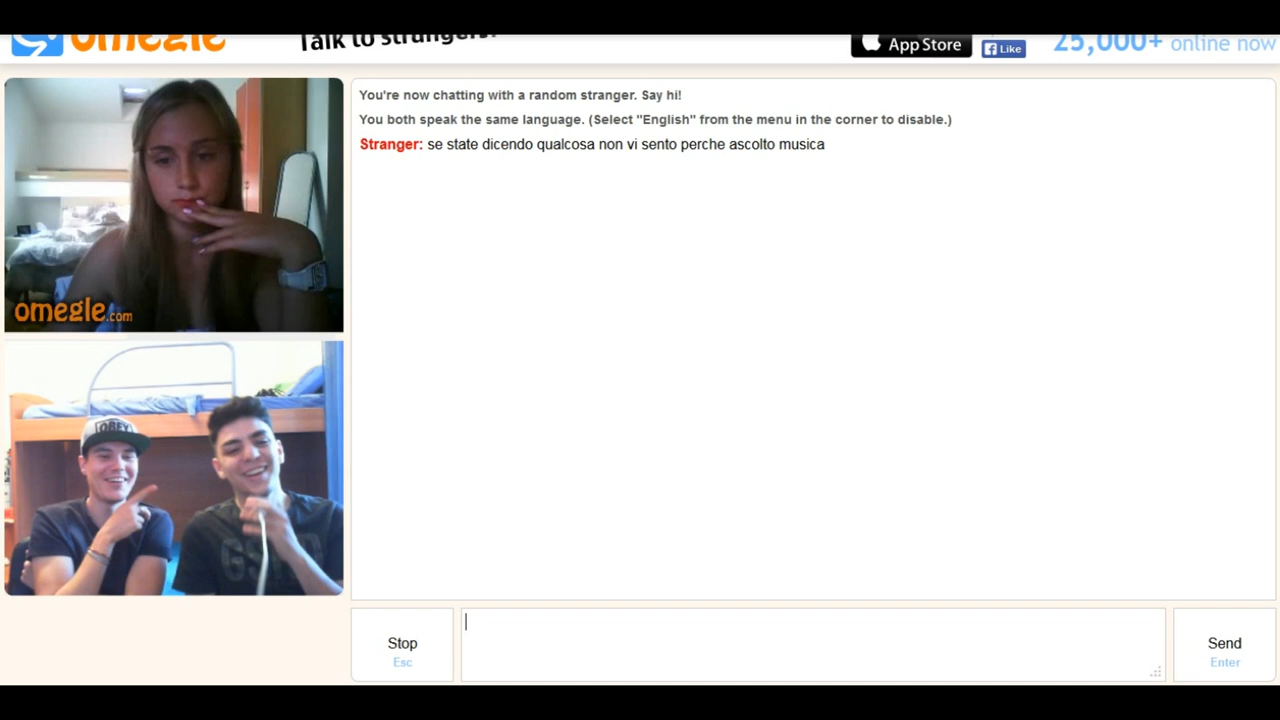 omegle
Talk to strangers!
App Store
Like
25,000+ online now
You're now chatting with a random stranger. Say hi!
You both speak the same language. (Select "English" from the menu in the corner to disable.)
Stranger: se state dicendo qualcosa non vi sento perche ascolto musica
omegle.com
OBEY
Stop
Esc
Send
Enter